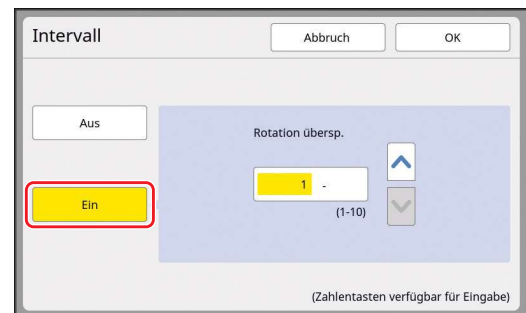 Intervall
Abbruch
OK
Aus
Rotation übersp.
1 -
(1-10)
Ein
(Zahlentasten verfügbar für Eingabe)